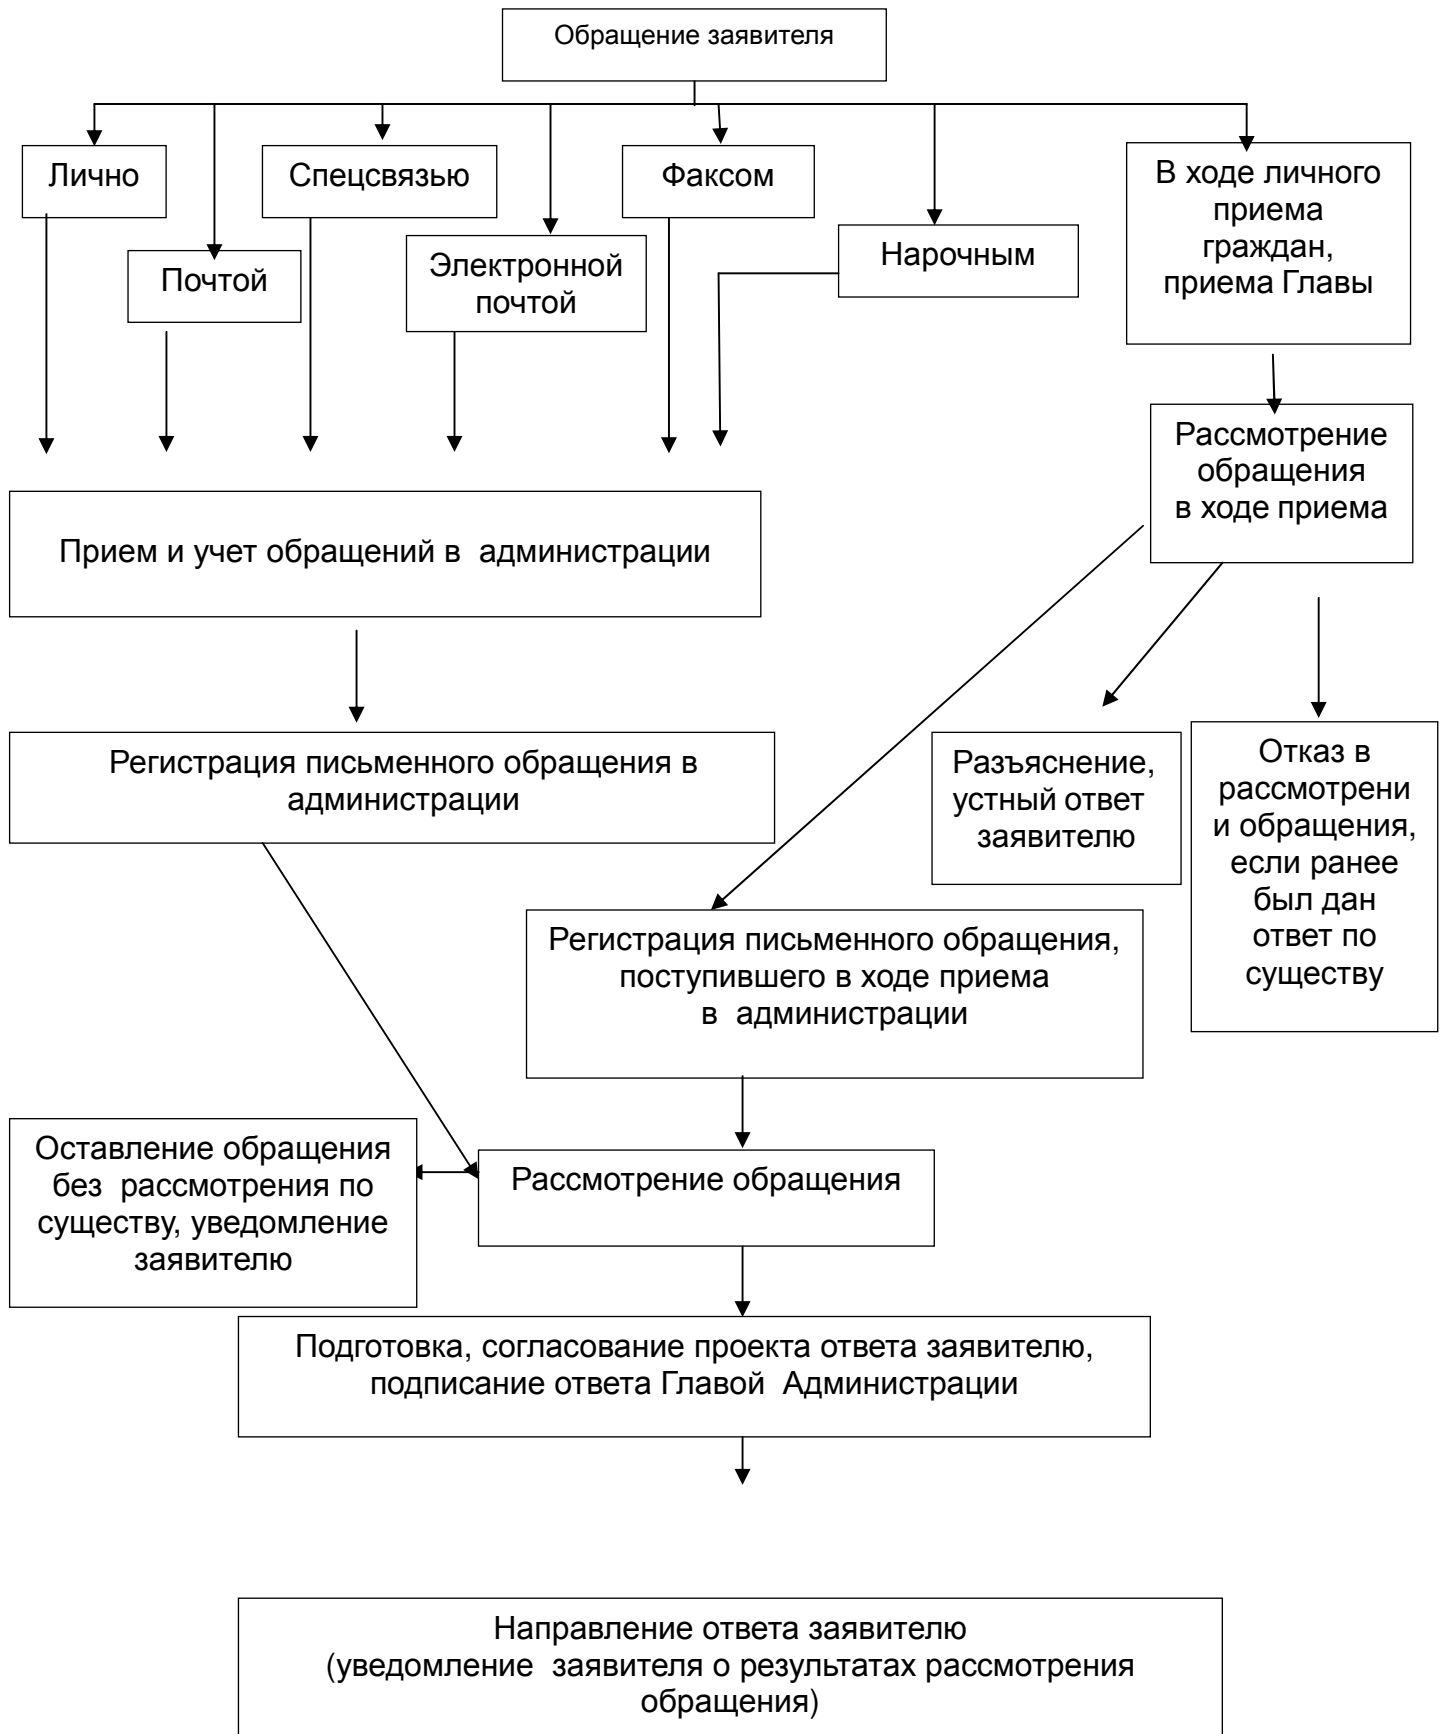 Обращение заявителя
Лично
Спецсвязью
Факсом
В ходе личного
приема
граждан,
приема Главы
Почтой
Электронной
почтой
Нарочным
Рассмотрение
обращения
в ходе приема
Прием и учет обращений в администрации
Регистрация письменного обращения в
администрации
Разъяснение,
устный ответ
заявителю
Отказ в
рассмотрени
и обращения,
если ранее
был дан
ответ по
существу
Регистрация письменного обращения,
поступившего в ходе приема
в администрации
Оставление обращения
без рассмотрения по
существу, уведомление
заявителю
Рассмотрение обращения
Подготовка, согласование проекта ответа заявителю,
подписание ответа Главой Администрации
Направление ответа заявителю
(уведомление заявителя о результатах рассмотрения
обращения)